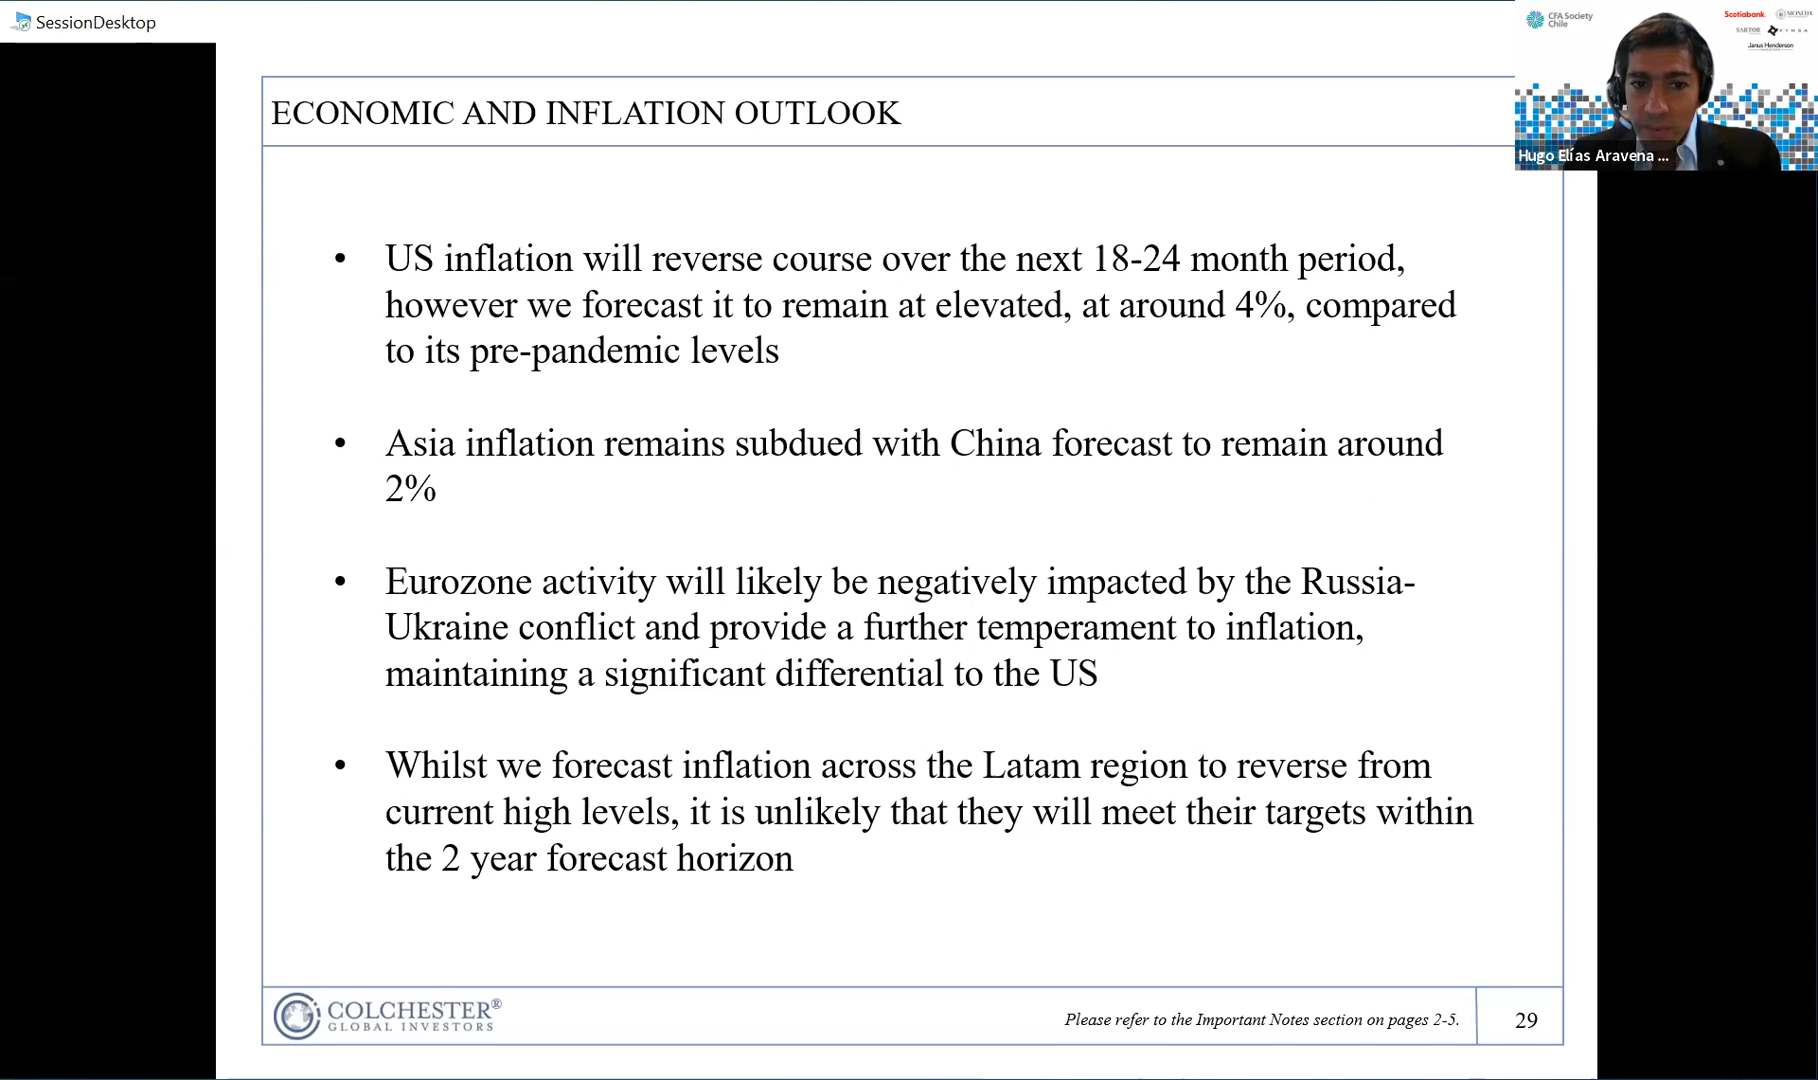 SessionDesktop
CFA Society
Chile
Scotiabank.
MONEDA
SARTOR
FYNSA
Janus Henderson
Hugo Elías Aravena ...
ECONOMIC AND INFLATION OUTLOOK
• US inflation will reverse course over the next 18-24 month period,
however we forecast it to remain at elevated, at around 4%, compared
to its pre-pandemic levels
• Asia inflation remains subdued with China forecast to remain around
2%
• Eurozone activity will likely be negatively impacted by the Russia-
Ukraine conflict and provide a further temperament to inflation,
maintaining a significant differential to the US
• Whilst we forecast inflation across the Latam region to reverse from
current high levels, it is unlikely that they will meet their targets within
the 2 year forecast horizon
COLCHESTER®
GLOBAL INVESTORS
Please refer to the Important Notes section on pages 2-5.
29